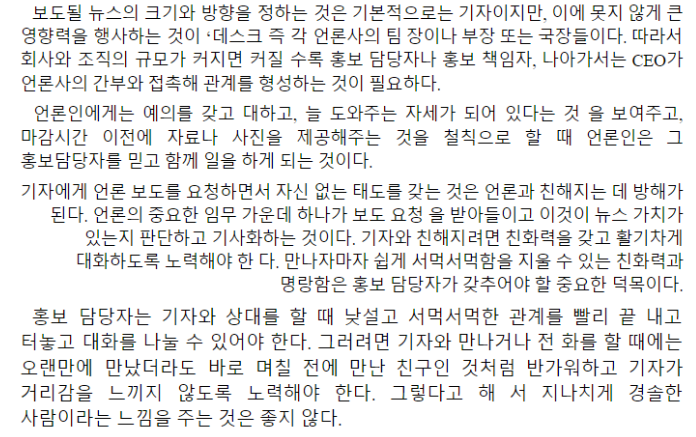 보도될 뉴스의 크기와 방향을 정하는 것은 기본적으로는 기자이지만, 이에 못지 않게 큰
영향력을 행사하는 것이 ‘데스크 즉 각 언론사의 팀 장이나 부장 또는 국장들이다. 따라서
회사와 조직의 규모가 커지면 커질 수록 홍보 담당자나 홍보 책임자, 나아가서는 CEO가
언론사의 간부와 접촉해 관계를 형성하는 것이 필요하다.
언론인에게는 예의를 갖고 대하고, 늘 도와주는 자세가 되어 있다는 것 을 보여주고,
마감시간 이전에 자료나 사진을 제공해주는 것을 철칙으로 할 때 언론인은 그
홍보담당자를 믿고 함께 일을 하게 되는 것이다.
기자에게 언론 보도를 요청하면서 자신 없는 태도를 갖는 것은 언론과 친해지는 데 방해가
된다. 언론의 중요한 임무 가운데 하나가 보도 요청 을 받아들이고 이것이 뉴스 가치가
있는지 판단하고 기사화하는 것이다. 기자와 친해지려면 친화력을 갖고 활기차게
대화하도록 노력해야 한 다. 만나자마자 쉽게 서먹서먹함을 지울 수 있는 친화력과
명랑함은 홍보 담당자가 갖추어야 할 중요한 덕목이다.
홍보 담당자는 기자와 상대를 할 때 낯설고 서먹서먹한 관계를 빨리 끝 내고
터놓고 대화를 나눌 수 있어야 한다. 그러려면 기자와 만나거나 전 화를 할 때에는
오랜만에 만났더라도 바로 며칠 전에 만난 친구인 것처럼 반가워하고 기자가
거리감을 느끼지 않도록 노력해야 한다. 그렇다고 해 서 지나치게 경솔한
사람이라는 느낌을 주는 것은 좋지 않다.